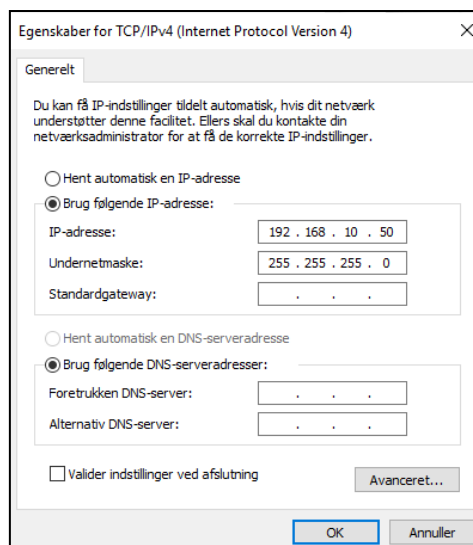 Egenskaber for TCP/IPv4 (Internet Protocol Version 4)
Generelt
Du kan få IP-indstillinger tildelt automatisk, hvis dit netværk
understøtter denne facilitet. Ellers skal du kontakte din
netværksadministrator for at få de korrekte IP-indstillinger.
Hent automatisk en IP-adresse
Brug følgende IP-adresse:
IP-adresse: 192 . 168 . 10 . 50
Undernetmaske: 255 . 255 . 255 . 0
Standardgateway: . . .
Hent automatisk en DNS-serveradresse
Brug følgende DNS-serveradresser:
Foretrukken DNS-server: . . .
Alternativ DNS-server: . . .
Valider indstillinger ved afslutning
Avanceret...
OK Annuller